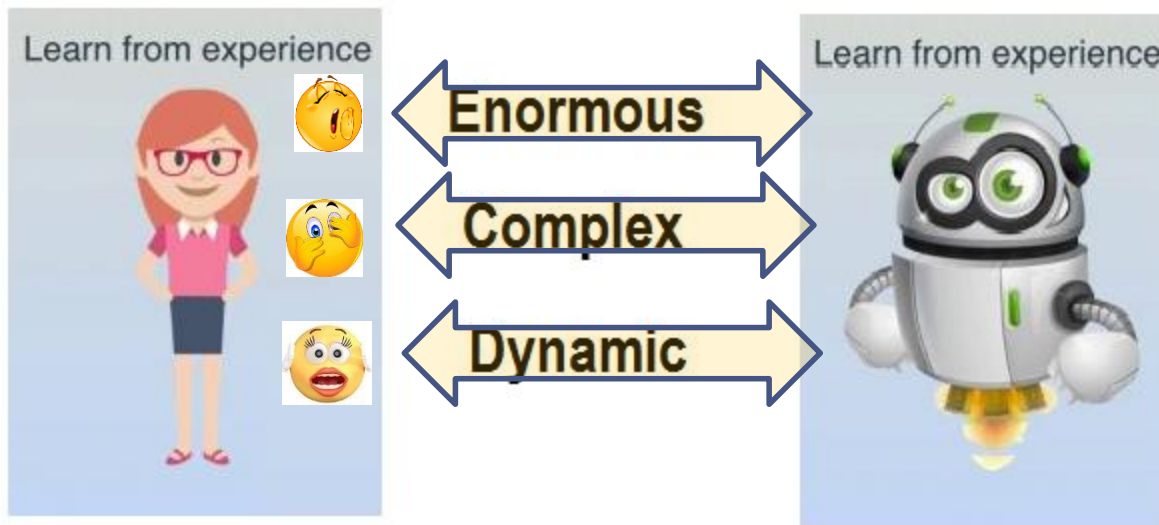 Learn from experience
Enormous
Complex
Dynamic
Learn from experience